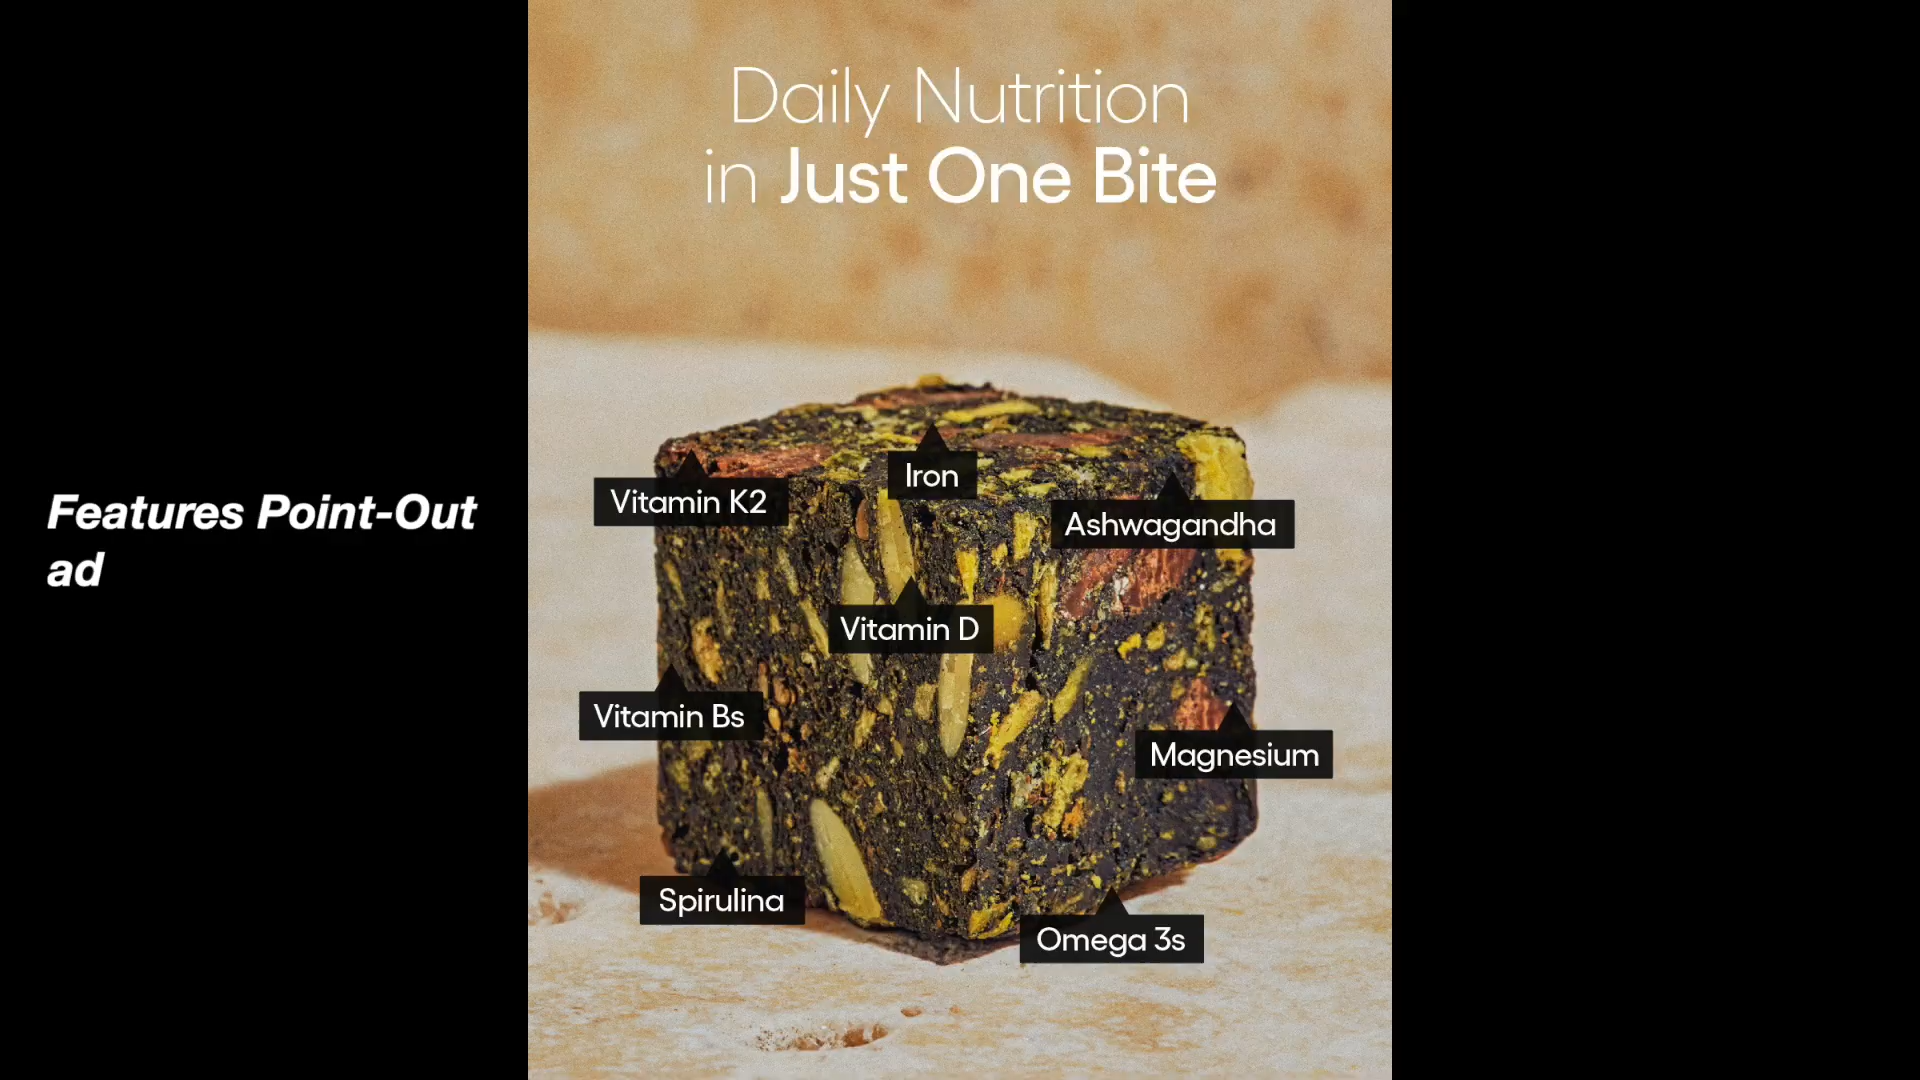 Features Point-Out
ad
Daily Nutrition
in Just One Bite
Iron
Vitamin K2
Ashwagandha
Vitamin D
Vitamin Bs
Magnesium
Spirulina
Omega 3s